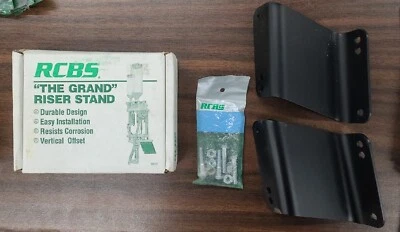 RCBS.
"THE GRAND"
RISER STAND
Durable Design
Easy Installation
Resists Corrosion
Vertical Offset
RCBS